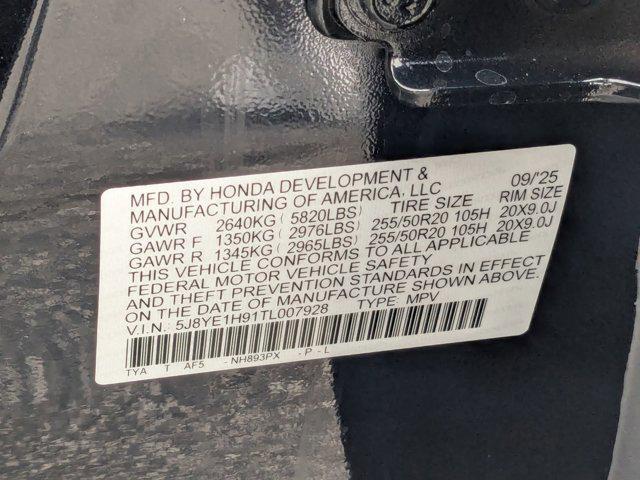 MFD. BY HONDA DEVELOPMENT & 09/'25
MANUFACTURING OF AMERICA, LLC
TIRE SIZE RIM SIZE
GVWR 2640KG ( 5820LBS)
GAWR F 1350KG ( 2976LBS) 255/50R20 105H 20X9.0J
GAWR R 1345KG ( 2965LBS) 255/50R20 105H 20X9.0J
THIS VEHICLE CONFORMS TO ALL APPLICABLE
FEDERAL MOTOR VEHICLE SAFETY
AND THEFT PREVENTION STANDARDS IN EFFECT
ON THE DATE OF MANUFACTURE SHOWN ABOVE.
V.I.N.: 5J8YE1H91TL007928 TYPE: MPV
TYA T AF5 - NH893PX - P - L